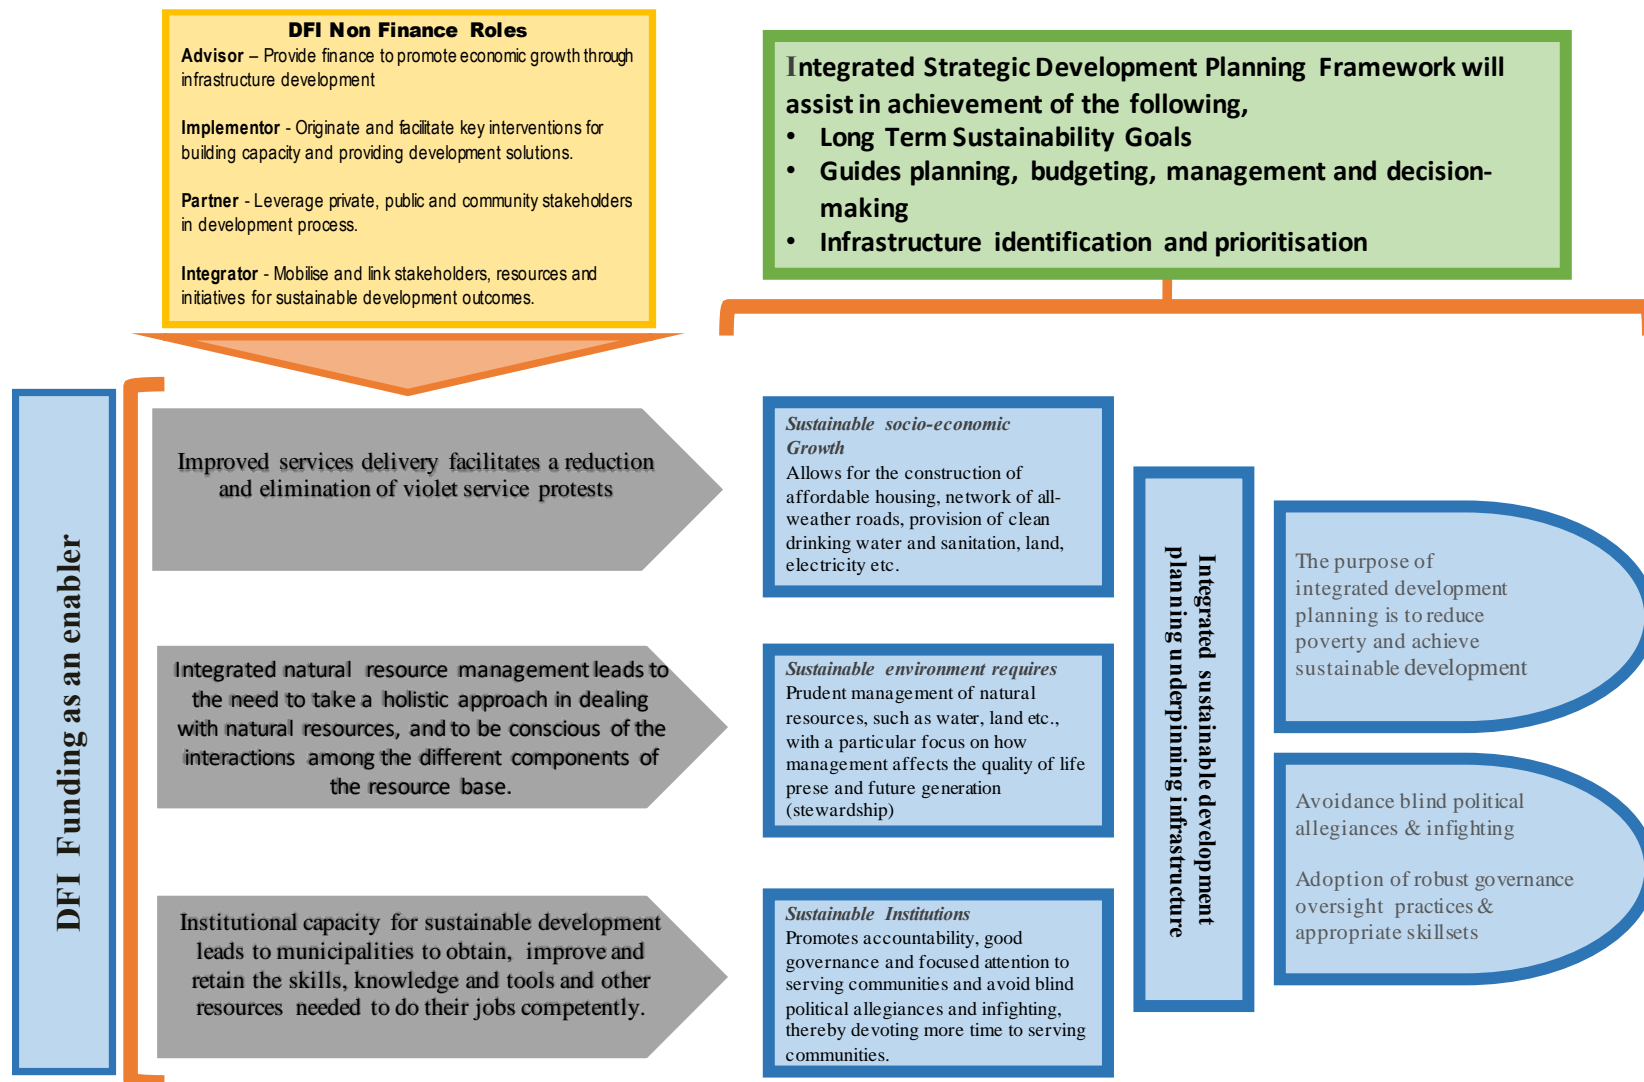 DFI Non Finance Roles
Advisor – Provide finance to promote economic growth through
infrastructure development
Implementor - Originate and facilitate key interventions for
building capacity and providing development solutions.
Partner - Leverage private, public and community stakeholders
in development process.
Integrator - Mobilise and link stakeholders, resources and
initiatives for sustainable development outcomes.
Integrated Strategic Development Planning Framework will
assist in achievement of the following,
• Long Term Sustainability Goals
• Guides planning, budgeting, management and decision-
making
• Infrastructure identification and prioritisation
DFI Funding as an enabler
Improved services delivery facilitates a reduction
and elimination of violet service protests
Integrated natural resource management leads to
the need to take a holistic approach in dealing
with natural resources, and to be conscious of the
interactions among the different components of
the resource base.
Institutional capacity for sustainable development
leads to municipalities to obtain, improve and
retain the skills, knowledge and tools and other
resources needed to do their jobs competently.
Sustainable socio-economic
Growth
Allows for the construction of
affordable housing, network of all-
weather roads, provision of clean
drinking water and sanitation, land,
electricity etc.
Sustainable environment requires
Prudent management of natural
resources, such as water, land etc.,
with a particular focus on how
management affects the quality of life
prese and future generation
(stewardship)
Sustainable Institutions
Promotes accountability, good
governance and focused attention to
serving communities and avoid blind
political allegiances and infighting,
thereby devoting more time to serving
communities.
Integrated sustainable development
planning underpinning infrastructure
The purpose of
integrated development
planning is to reduce
poverty and achieve
sustainable development
Avoidance blind political
allegiances & infighting
Adoption of robust governance
oversight practices &
appropriate skillsets